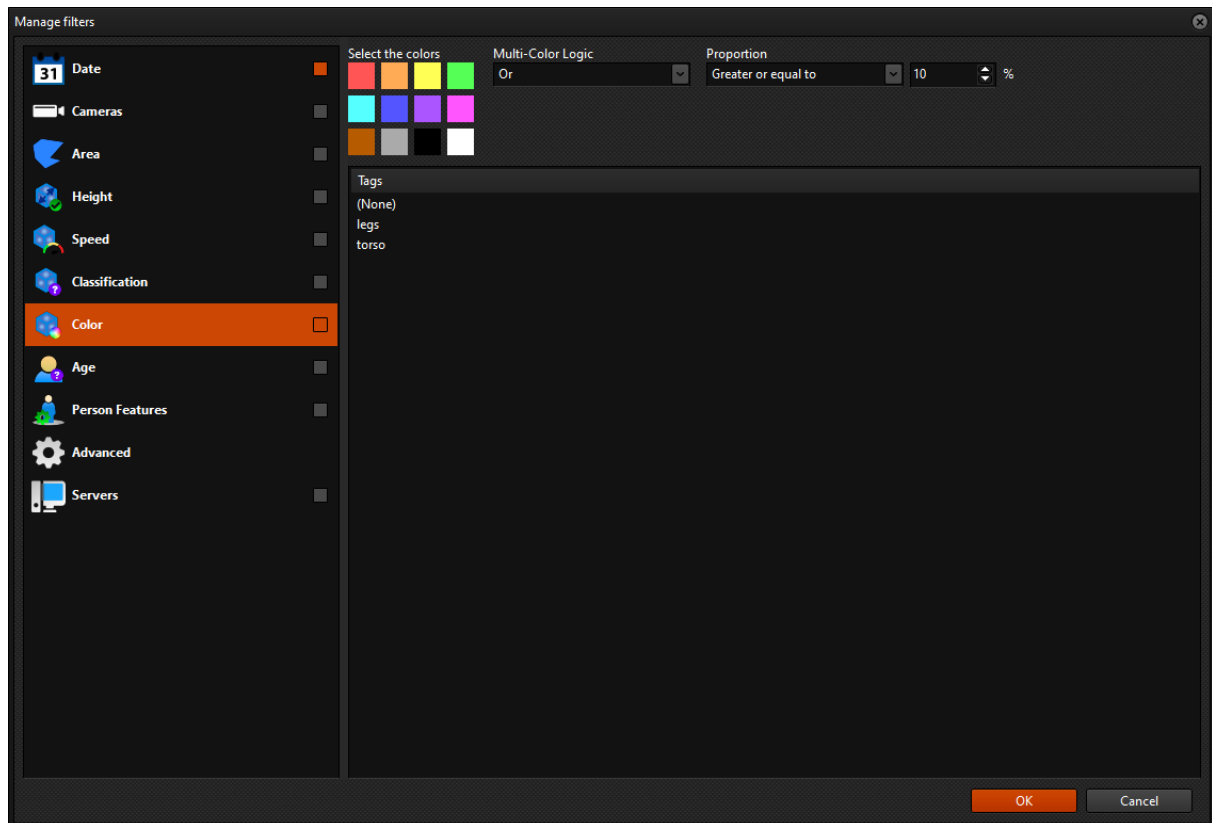 Manage filters
31 Date
Cameras
Area
Height
Speed
? Classification
Color
? Age
Person Features
Advanced
Servers
Select the colors
Multi-Color Logic
Or
Proportion
Greater or equal to
10 %
Tags
(None)
legs
torso
OK
Cancel